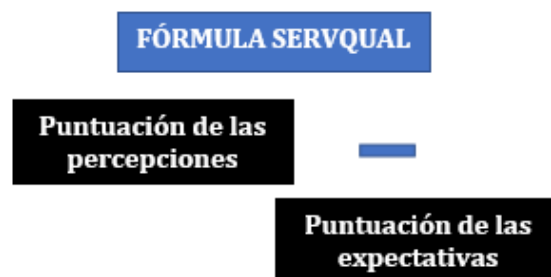 FÓRMULA SERVQUAL
Puntuación de las
percepciones
Puntuación de las
expectativas